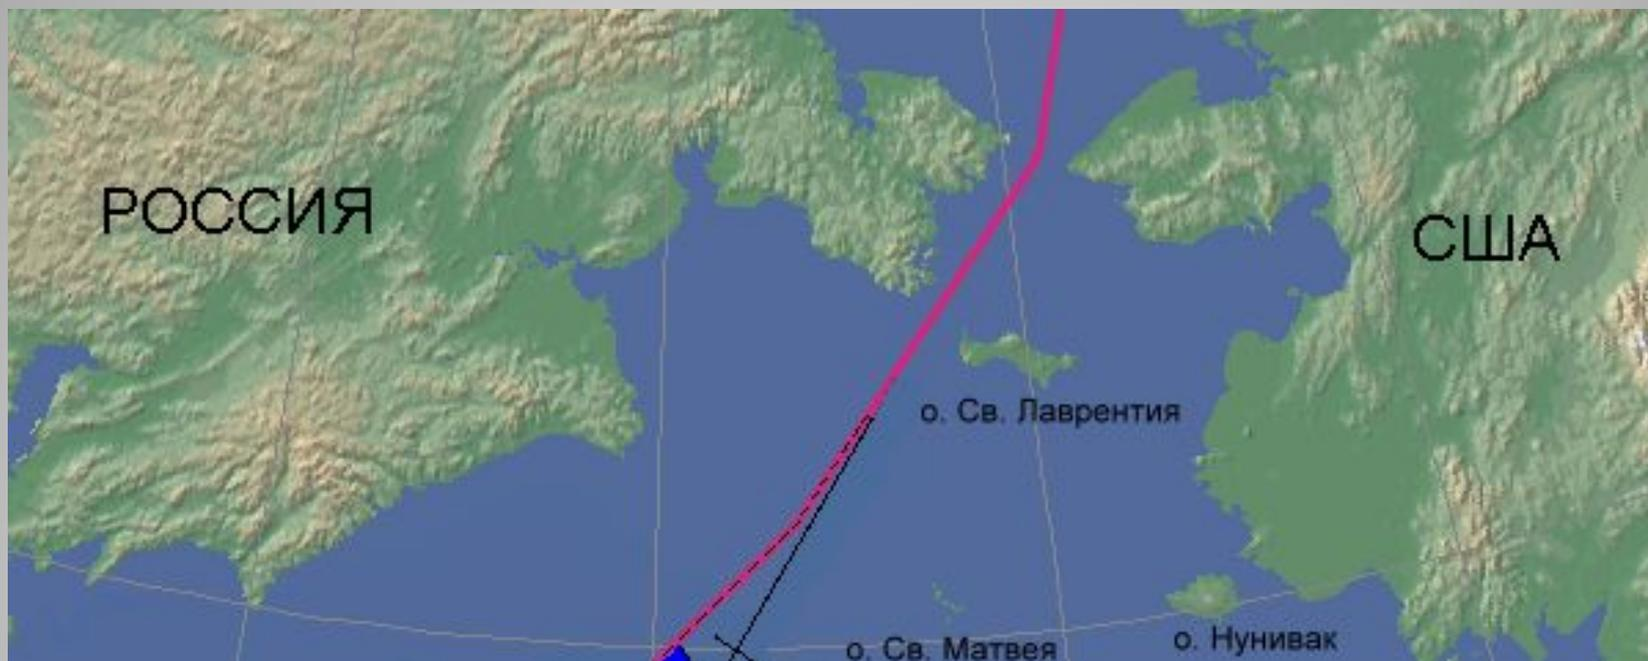 РОССИЯ
США
о. Св. Лаврентия
о. Нунивак
о. Св. Матвея